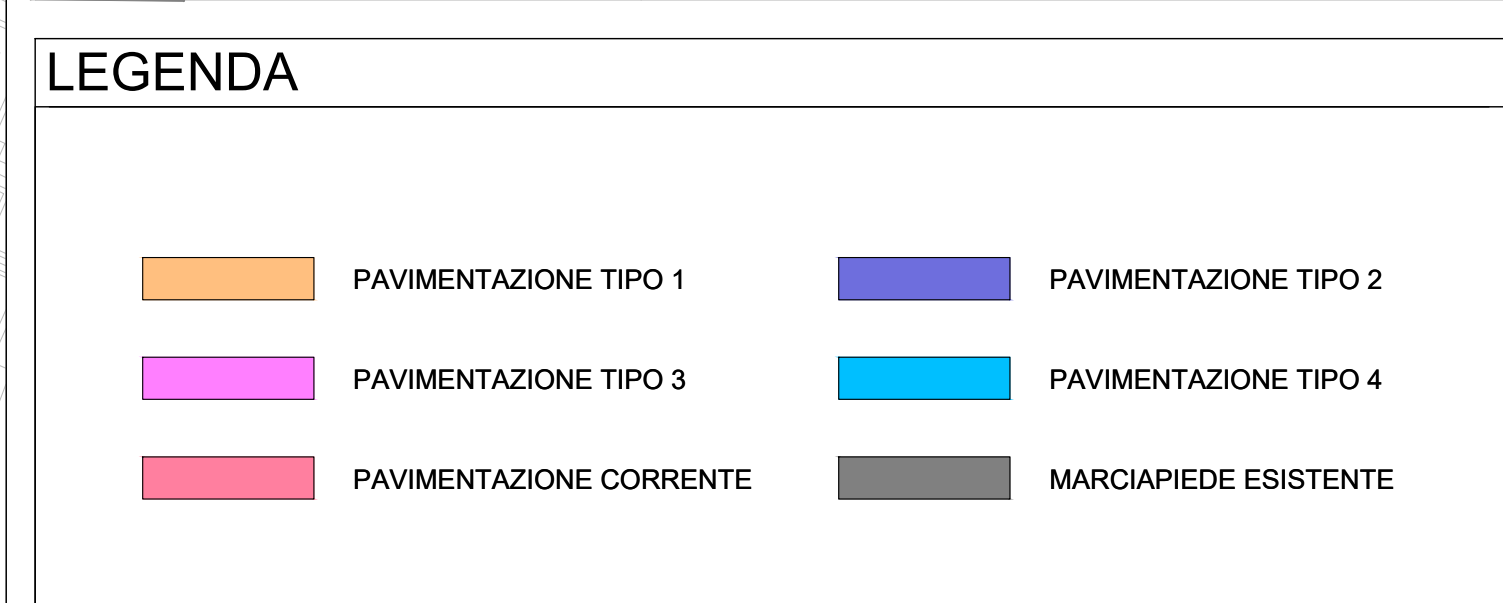 LEGENDA
PAVIMENTAZIONE TIPO 1
PAVIMENTAZIONE TIPO 2
PAVIMENTAZIONE TIPO 3
PAVIMENTAZIONE TIPO 4
PAVIMENTAZIONE CORRENTE
MARCIAPIEDE ESISTENTE